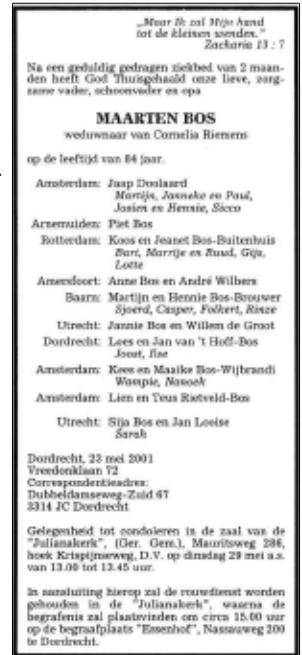 „Maar Ik zal Mijn hand
tot de kleinen wenden."
Zacharia 13 : 7
Na een geduldig gedragen ziekbed van 2 maan-
den heeft God Thuisgehaald onze lieve, zorg-
zame vader, schoonvader en opa
MAARTEN BOS
weduwnaar van Cornelia Riemens
op de leeftijd van 84 jaar.
Amsterdam: Jaap Doolaard
Martijn, Janneke en Paul,
Josien en Hennie, Sicco
Arnemuiden: Piet Bos
Rotterdam: Koos en Jeanet Bos-Buitenhuis
Bart, Marrije en Ruud, Gijs,
Lotte
Amersfoort: Anne Bos en André Wilbers
Baarn: Martijn en Hennie Bos-Brouwer
Sjoerd, Casper, Folkert, Rinze
Utrecht: Jannie Bos en Willem de Groot
Dordrecht: Lees en Jan van 't Hoff-Bos
Joost, Ilse
Amsterdam: Kees en Maaike Bos-Wijbrandi
Wampie, Nanoek
Amsterdam: Lien en Teus Rietveld-Bos
Utrecht: Sija Bos en Jan Looise
Sarah
Dordrecht, 23 mei 2001
Vreedonklaan 72
Correspondentieadres:
Dubbeldamseweg-Zuid 67
3314 JC Dordrecht
Gelegenheid tot condoleren in de zaal van de
"Julianakerk", (Ger. Gem.), Mauritsweg 286,
hoek Krispijnseweg, D.V. op dinsdag 29 mei a.s.
van 13.00 tot 13.45 uur.
In aansluiting hierop zal de rouwdienst worden
gehouden in de "Julianakerk", waarna de
begrafenis zal plaatsvinden om circa 15.00 uur
op de begraafplaats "Essenhof", Nassauweg 200
te Dordrecht.